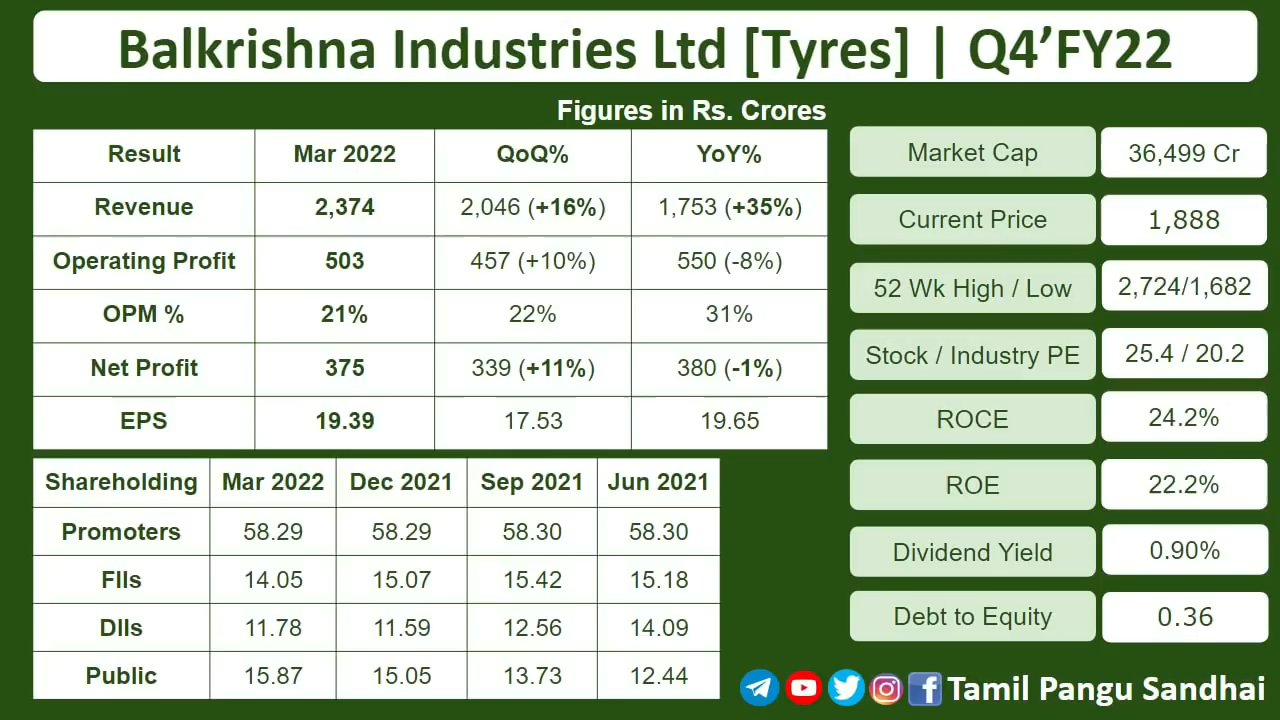 Balkrishna Industries Ltd [Tyres] | Q4’FY22
Figures in Rs. Crores
Result Mar 2022 QoQ% YoY%
Revenue 2,374 2,046 (+16%) 1,753 (+35%)
Operating Profit 503 457 (+10%) 550 (-8%)
OPM % 21% 22% 31%
Net Profit 375 339 (+11%) 380 (-1%)
EPS 19.39 17.53 19.65
Shareholding Mar 2022 Dec 2021 Sep 2021 Jun 2021
Promoters 58.29 58.29 58.30 58.30
FIIs 14.05 15.07 15.42 15.18
DIIs 11.78 11.59 12.56 14.09
Public 15.87 15.05 13.73 12.44
Market Cap 36,499 Cr
Current Price 1,888
52 Wk High / Low 2,724/1,682
Stock / Industry PE 25.4 / 20.2
ROCE 24.2%
ROE 22.2%
Dividend Yield 0.90%
Debt to Equity 0.36
Tamil Pangu Sandhai